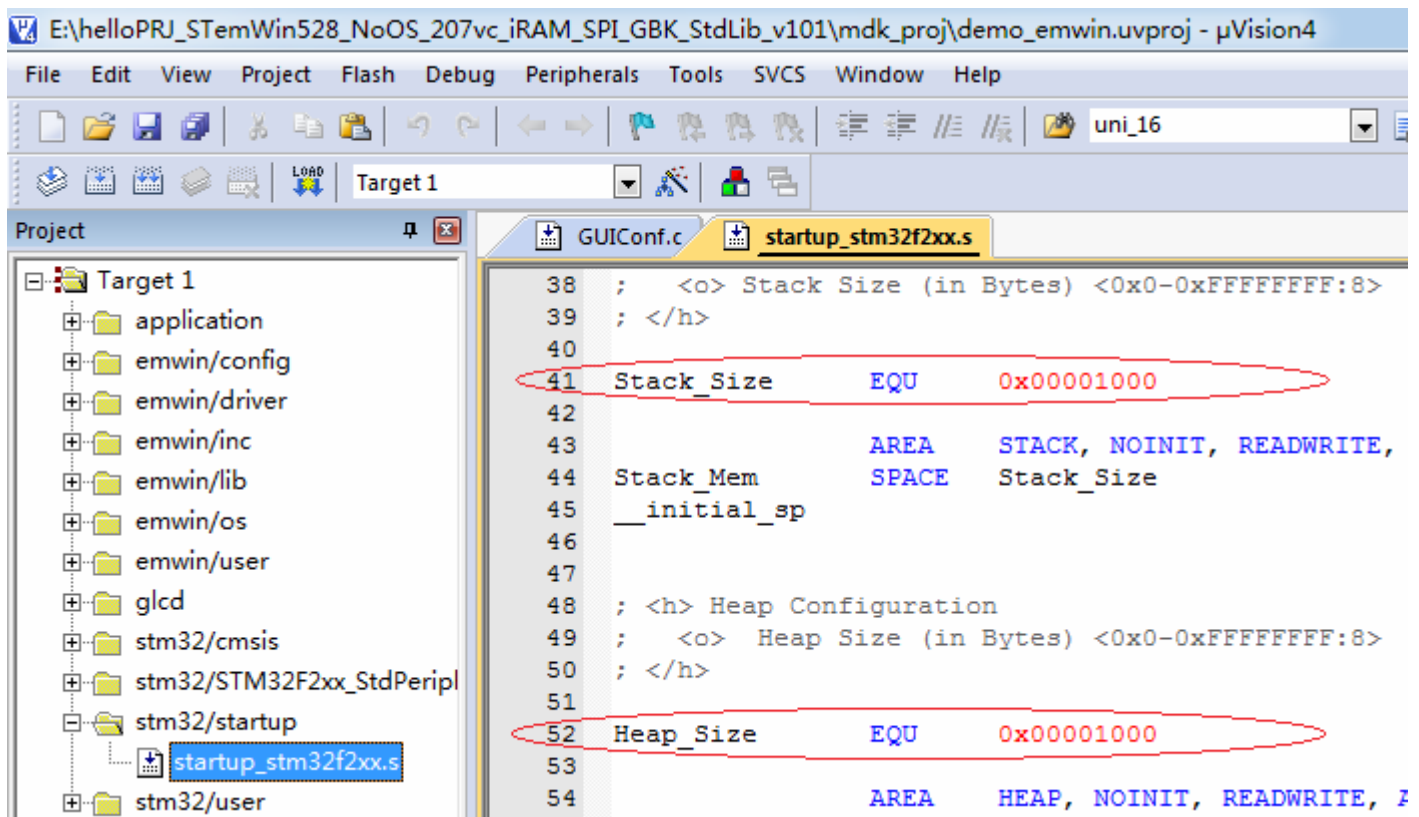 E:\helloPRJ_STemWin528_NoOS_207vc_iRAM_SPI_GBK_StdLib_v101\mdk_proj\demo_emwin.uvproj - µVision4
File Edit View Project Flash Debug Peripherals Tools SVCS Window Help
uni_16
LOAD Target 1
Project
GUIConf.c startup_stm32f2xx.s
Target 1
application
emwin/config
emwin/driver
emwin/inc
emwin/lib
emwin/os
emwin/user
glcd
stm32/cmsis
stm32/STM32F2xx_StdPeripl
stm32/startup
startup_stm32f2xx.s
stm32/user
38 ; <o> Stack Size (in Bytes) <0x0-0xFFFFFFFF:8>
39 ; </h>
40
41 Stack_Size EQU 0x00001000
42
43 AREA STACK, NOINIT, READWRITE,
44 Stack_Mem SPACE Stack_Size
45 __initial_sp
46
47
48 ; <h> Heap Configuration
49 ; <o> Heap Size (in Bytes) <0x0-0xFFFFFFFF:8>
50 ; </h>
51
52 Heap_Size EQU 0x00001000
53
54 AREA HEAP, NOINIT, READWRITE, A